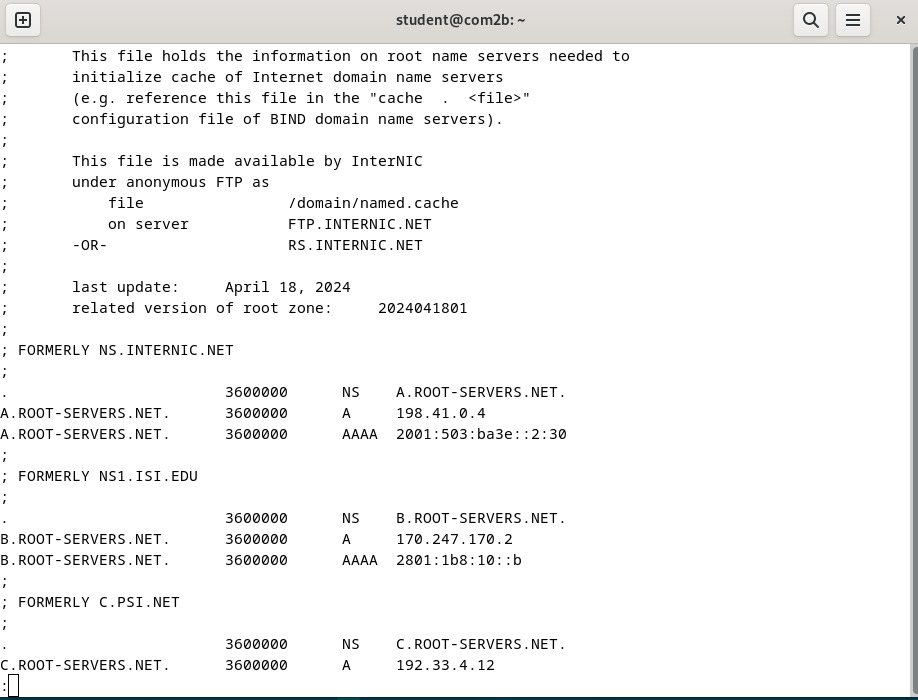 student@com2b: ~
;       This file holds the information on root name servers needed to
;       initialize cache of Internet domain name servers
;       (e.g. reference this file in the "cache  .  <file>"
;       configuration file of BIND domain name servers).
;
;       This file is made available by InterNIC
;       under anonymous FTP as
;           file                /domain/named.cache
;           on server           FTP.INTERNIC.NET
;       -OR-                    RS.INTERNIC.NET
;
;       last update:     April 18, 2024
;       related version of root zone:     2024041801
;
; FORMERLY NS.INTERNIC.NET
;
.                        3600000      NS    A.ROOT-SERVERS.NET.
A.ROOT-SERVERS.NET.      3600000      A     198.41.0.4
A.ROOT-SERVERS.NET.      3600000      AAAA  2001:503:ba3e::2:30
;
; FORMERLY NS1.ISI.EDU
;
.                        3600000      NS    B.ROOT-SERVERS.NET.
B.ROOT-SERVERS.NET.      3600000      A     170.247.170.2
B.ROOT-SERVERS.NET.      3600000      AAAA  2801:1b8:10::b
;
; FORMERLY C.PSI.NET
;
.                        3600000      NS    C.ROOT-SERVERS.NET.
C.ROOT-SERVERS.NET.      3600000      A     192.33.4.12
: